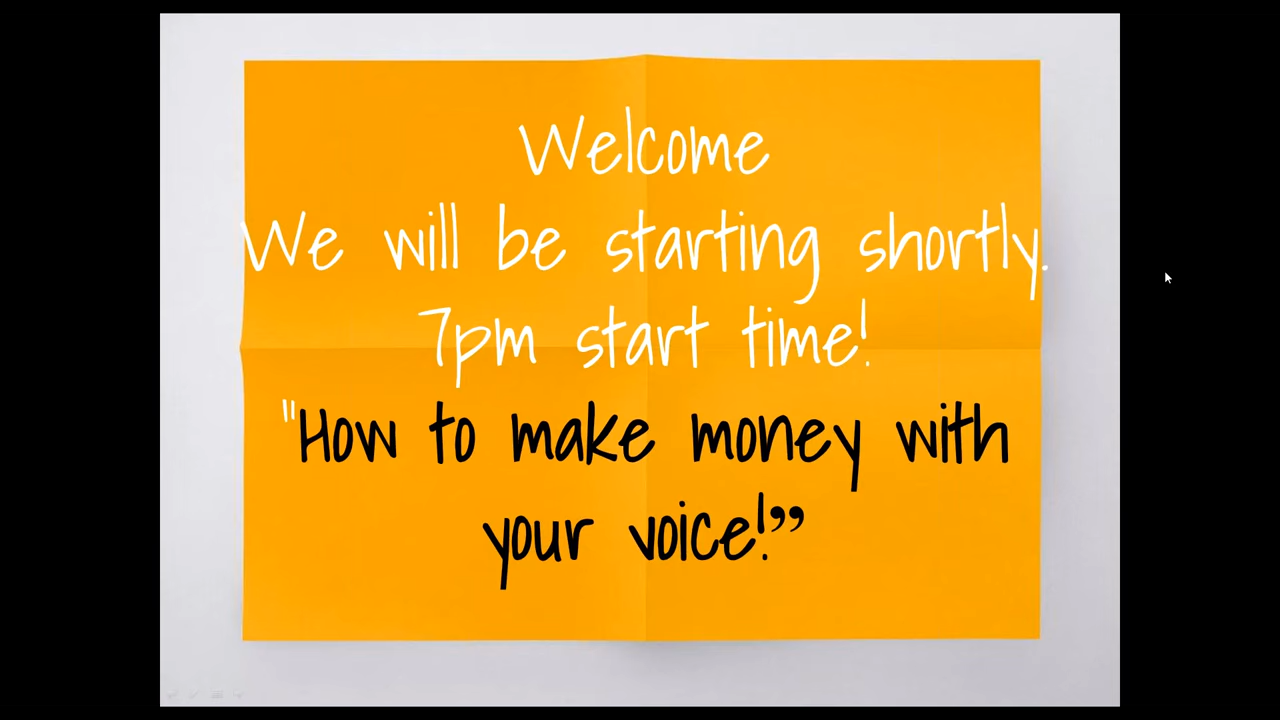 Welcome
We will be starting shortly.
7pm start time!
"How to make money with
your voice!”